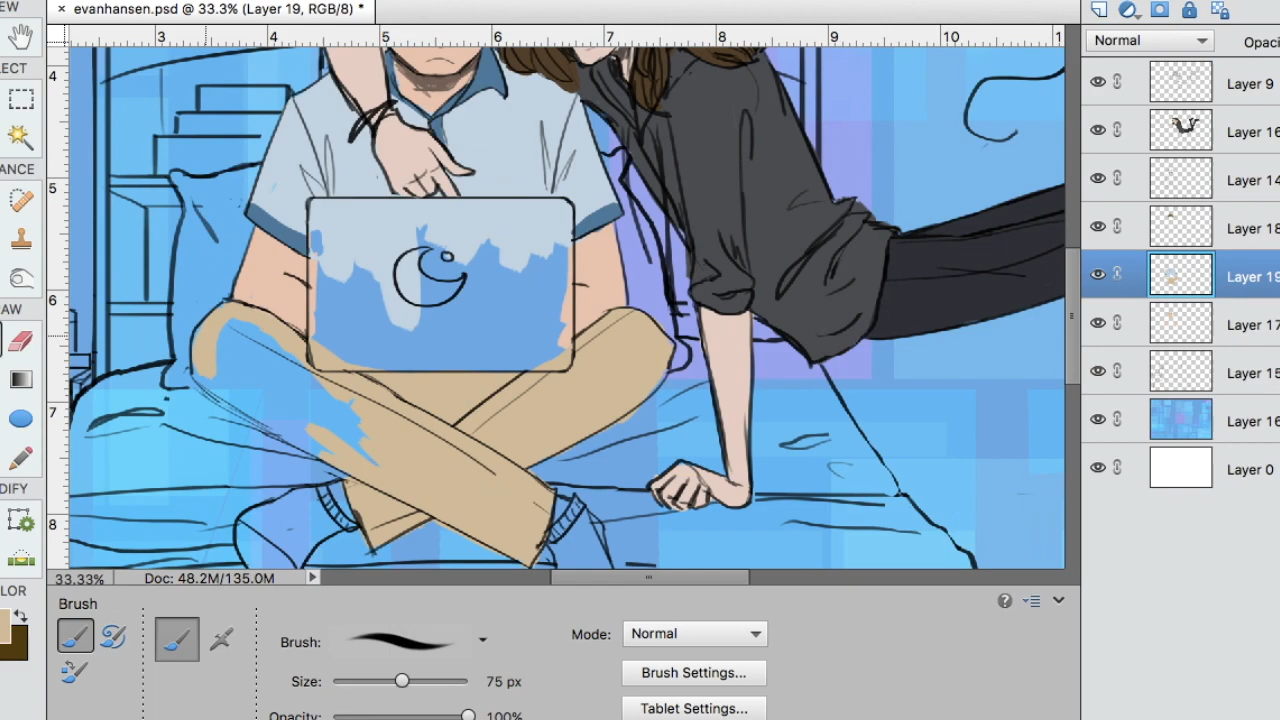 EW
× evanhansen.psd @ 33.3% (Layer 19, RGB/8) *
3 4 5 6 7 8 9 10 1
LECT
ANCE
AW
DIFY
OLOR
4
5
6
7
8
33.33% Doc: 48.2M/135.0M
Brush
Brush:
Size: 75 px
Opacity: 100%
Mode: Normal
Brush Settings...
Tablet Settings...
Normal Opaci
Layer 9
Layer 16
Layer 14
Layer 18
Layer 19
Layer 17
Layer 15
Layer 16
Layer 0